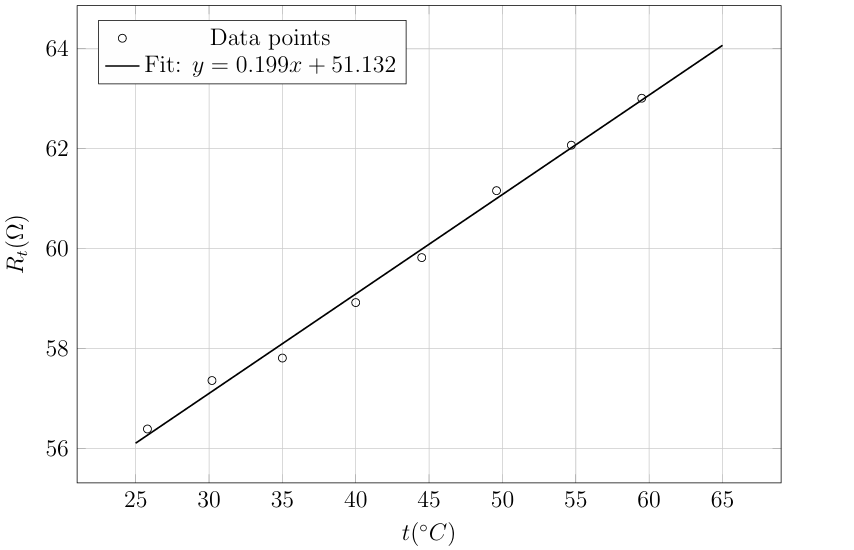 Data points
Fit: y = 0.199x + 51.132
64
62
60
58
56
R_t(Ω)
25 30 35 40 45 50 55 60 65
t(°C)